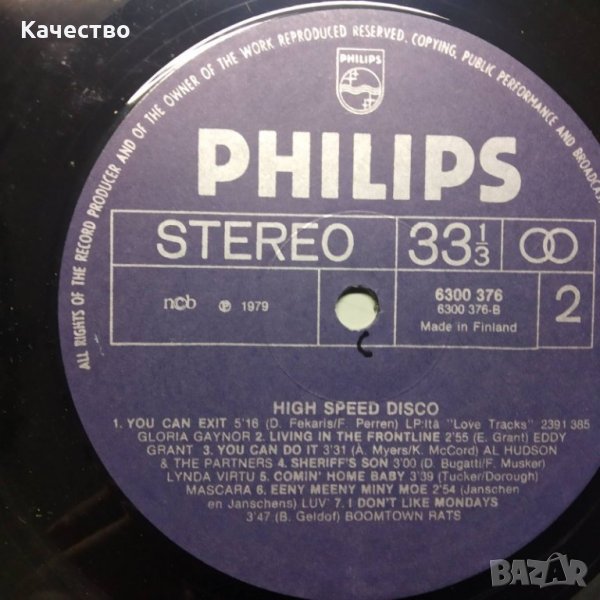 Качество
ALL RIGHTS OF THE RECORD PRODUCER AND OF THE OWNER OF THE WORK REPRODUCED RESERVED. COPYING, PUBLIC PERFORMANCE AND BROADCAS
PHILIPS
PHILIPS
STEREO 33 1/3
ncb Ⓟ 1979
6300 376
6300 376-B
Made in Finland
2
HIGH SPEED DISCO
1. YOU CAN EXIT 5'16 (D. Fekaris/F. Perren) LP:ltä "Love Tracks" 2391 385
GLORIA GAYNOR 2. LIVING IN THE FRONTLINE 2'55 (E. Grant) EDDY
GRANT 3. YOU CAN DO IT 3'31 (A. Myers/K. McCord) AL HUDSON
& THE PARTNERS 4. SHERIFF'S SON 3'00 (D. Bugatti/F. Musker)
LYNDA VIRTU 5. COMIN' HOME BABY 3'39 (Tucker/Dorough)
MASCARA 6. EENY MEENY MINY MOE 2'54 (Janschen
en Janschens) LUV' 7. I DON'T LIKE MONDAYS
3'47 (B. Geldof) BOOMTOWN RATS
BAZAR